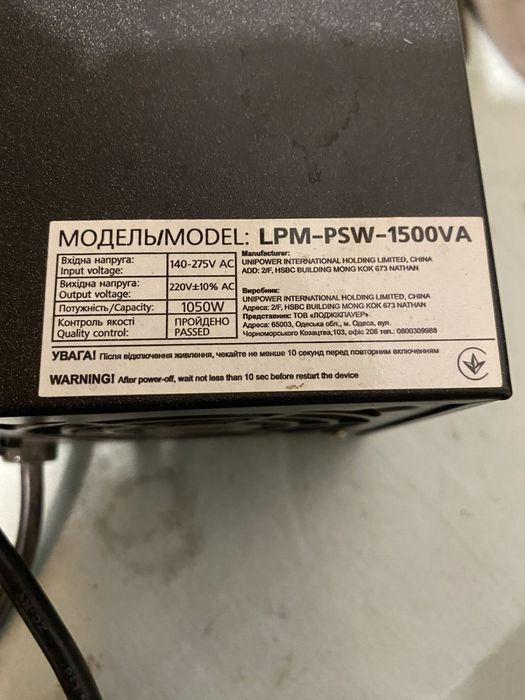 МОДЕЛЬ/MODEL: LPM-PSW-1500VA
Вхідна напруга:
Input voltage:
140-275V AC
Вихідна напруга:
Output voltage:
220V±10% AC
Потужність/Capacity:
1050W
Контроль якості
Quality control:
ПРОЙДЕНО
PASSED
Manufacturer:
UNIPOWER INTERNATIONAL HOLDING LIMITED, CHINA
ADD: 2/F, HSBC BUILDING MONG KOK 673 NATHAN
Виробник:
UNIPOWER INTERNATIONAL HOLDING LIMITED, CHINA
Адреса: 2/F, HSBC BUILDING MONG KOK 673 NATHAN
Представник: ТОВ «ЛОДЖІКПАУЕР»
Адреса: 65003, Одеська обл., м. Одеса, вул.
Чорноморського Козацтва,103, офіс 206 тел.: 0800309988
УВАГА! Після відключення живлення, чекайте не менше 10 секунд перед повторним включенням
WARNING! After power-off, wait not less than 10 sec before restart the device